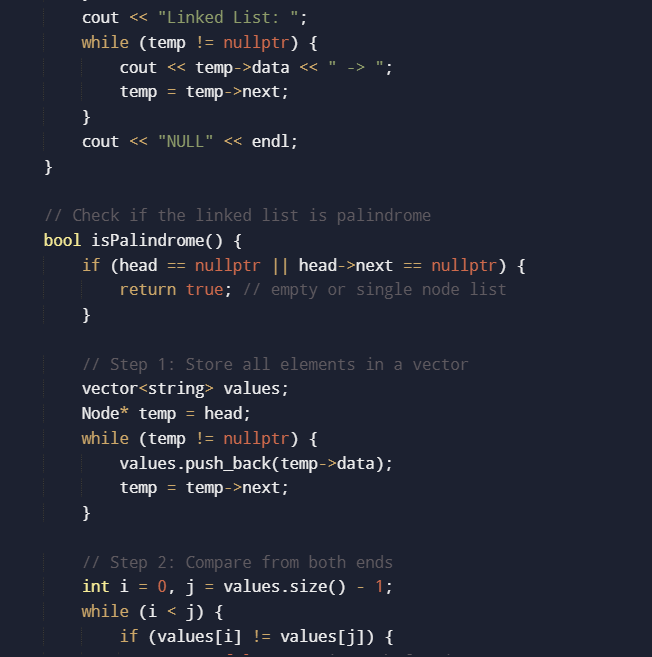 cout << "Linked List: ";
while (temp != nullptr) {
cout << temp->data << " -> ";
temp = temp->next;
}
cout << "NULL" << endl;
}
// Check if the linked list is palindrome
bool isPalindrome() {
if (head == nullptr || head->next == nullptr) {
return true; // empty or single node list
}
// Step 1: Store all elements in a vector
vector<string> values;
Node* temp = head;
while (temp != nullptr) {
values.push_back(temp->data);
temp = temp->next;
}
// Step 2: Compare from both ends
int i = 0, j = values.size() - 1;
while (i < j) {
if (values[i] != values[j]) {